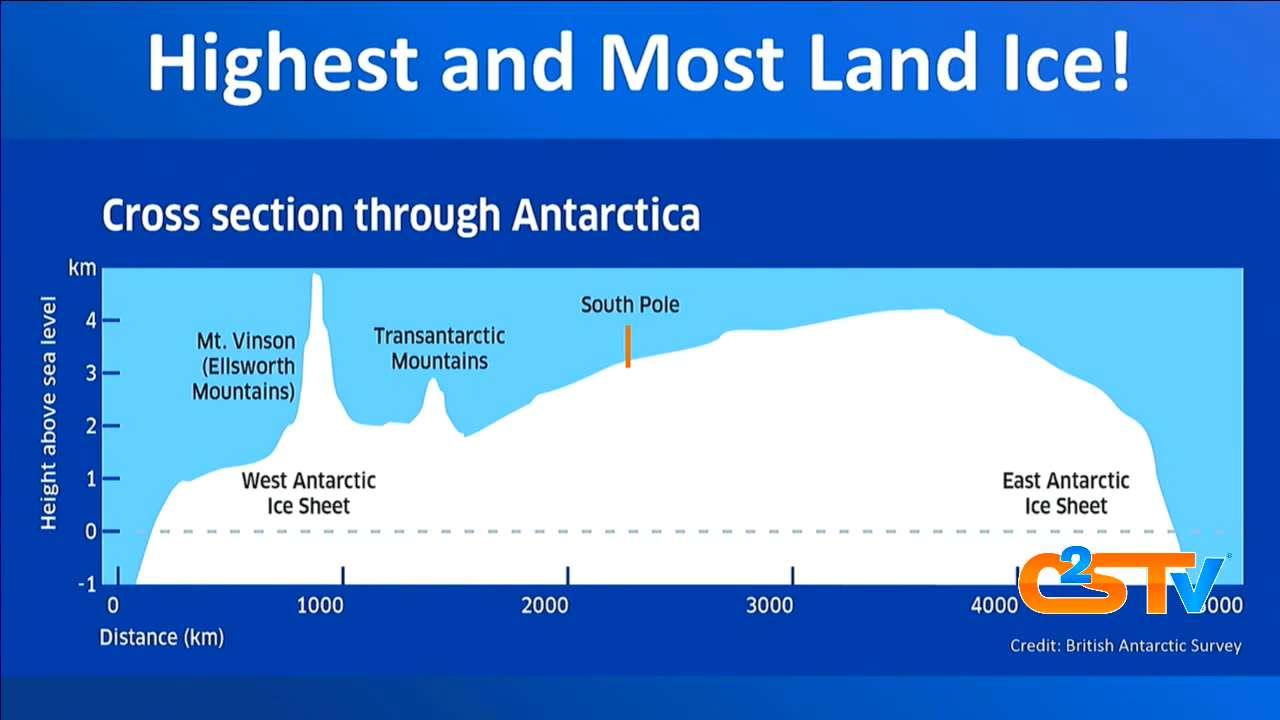 Highest and Most Land Ice!
Cross section through Antarctica
km
Height above sea level
4
3
2
1
0
-1
Mt. Vinson
(Ellsworth
Mountains)
Transantarctic
Mountains
South Pole
West Antarctic
Ice Sheet
East Antarctic
Ice Sheet
0 1000 2000 3000 4000
Distance (km)
C2STV®
Credit: British Antarctic Survey